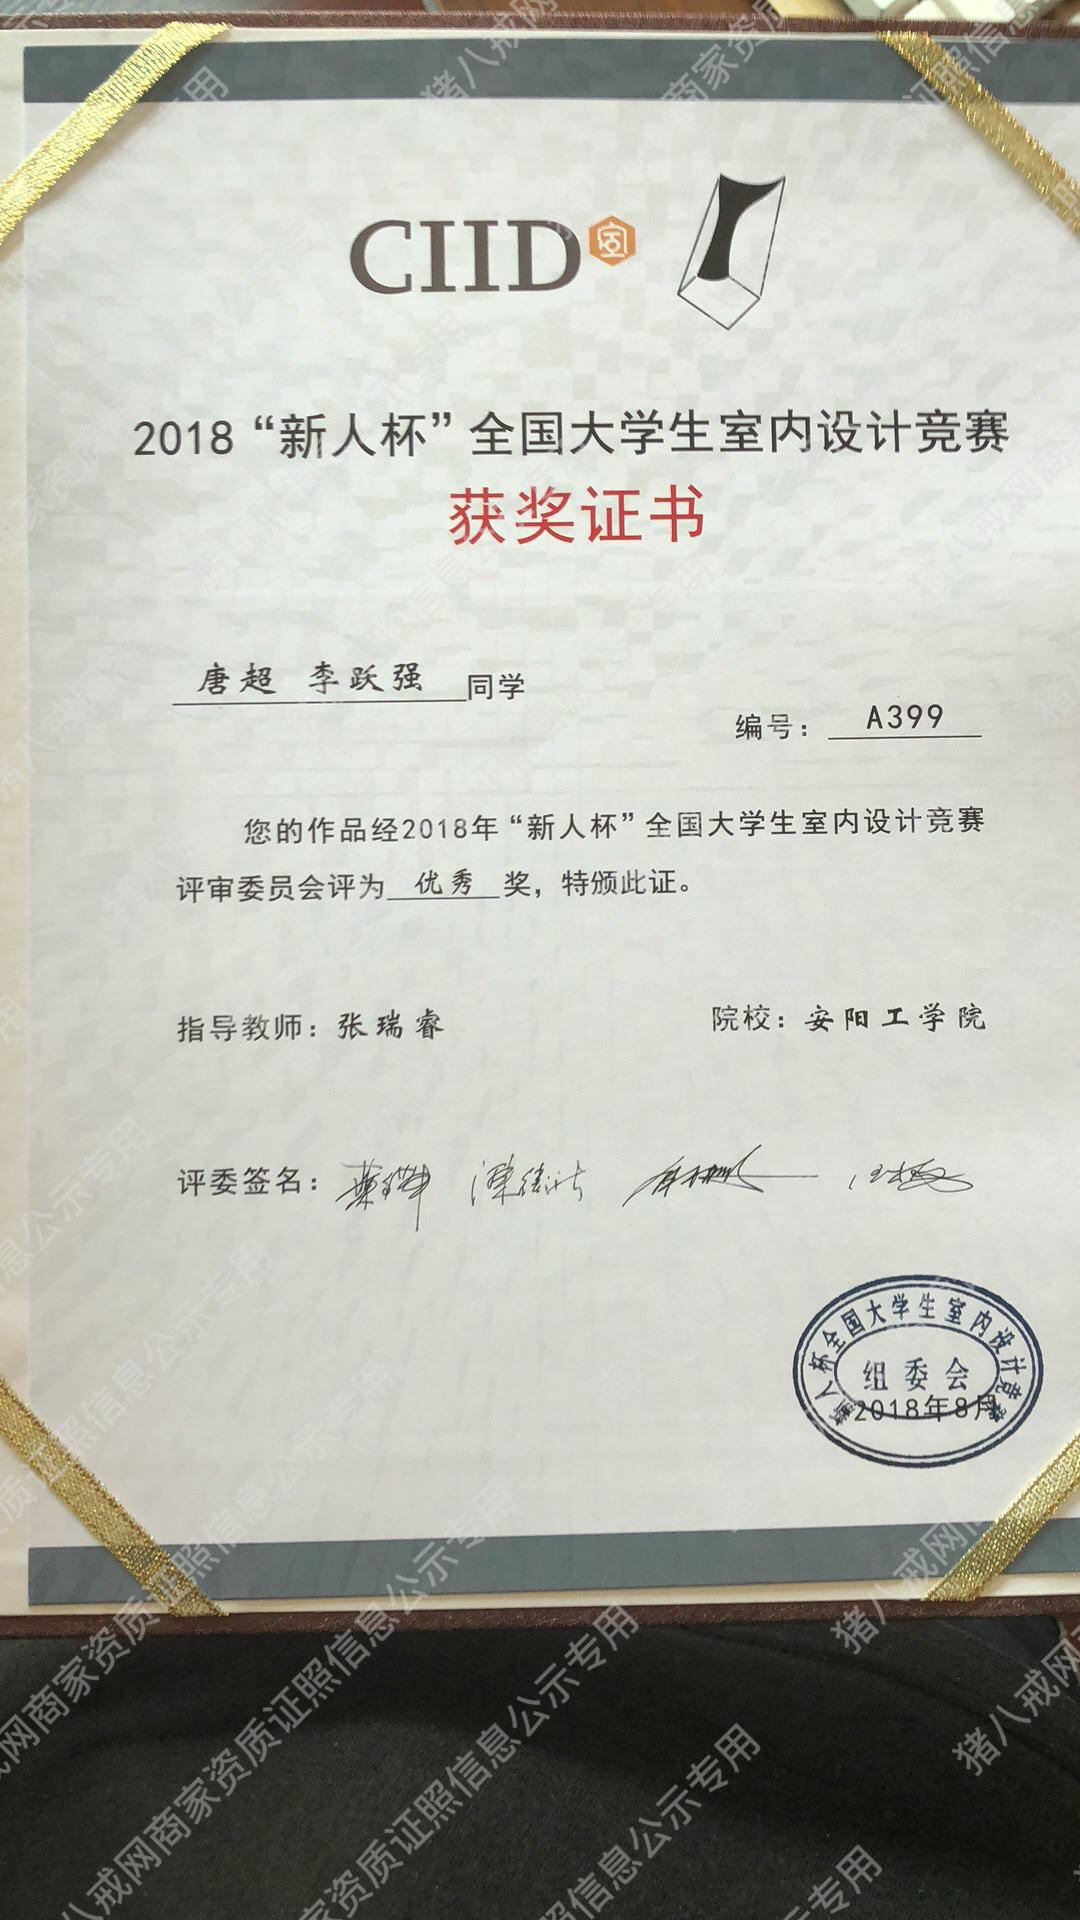 CIID
2018“新人杯”全国大学生室内设计竞赛
获奖证书
唐超 李跃强 同学
编号：A399
您的作品经2018年“新人杯”全国大学生室内设计竞赛
评审委员会评为 优秀 奖，特颁此证。
指导教师：张瑞睿
院校：安阳工学院
评委签名：
新人杯全国大学生室内设计竞赛
组委会
2018年8月
猪八戒网商家资质证照信息公示专用